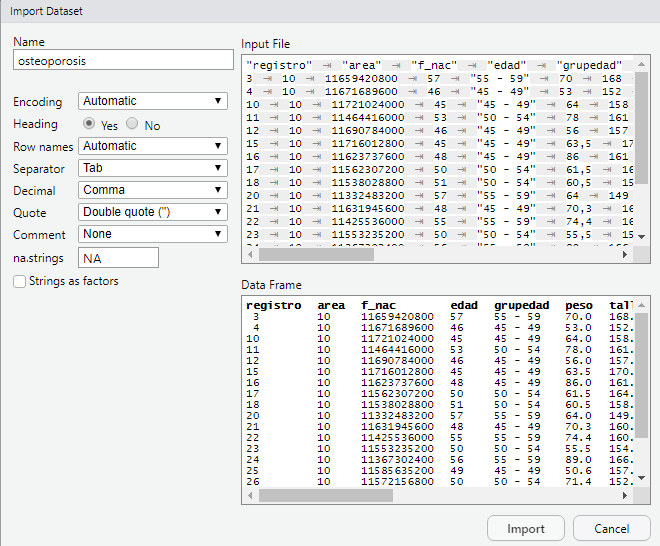 Import Dataset
Name
osteoporosis
Encoding Automatic
Heading Yes No
Row names Automatic
Separator Tab
Decimal Comma
Quote Double quote (")
Comment None
na.strings NA
Strings as factors
Input File
"registro" ⇥ "area" ⇥ "f_nac" ⇥ "edad" ⇥ "grupedad"
3 ⇥ 10 ⇥ 11659420800 ⇥ 57 ⇥ "55 - 59" ⇥ 70 ⇥ 168
4 ⇥ 10 ⇥ 11671689600 ⇥ 46 ⇥ "45 - 49" ⇥ 53 ⇥ 152
10 ⇥ 10 ⇥ 11721024000 ⇥ 45 ⇥ "45 - 49" ⇥ 64 ⇥ 158
11 ⇥ 10 ⇥ 11464416000 ⇥ 53 ⇥ "50 - 54" ⇥ 78 ⇥ 161
12 ⇥ 10 ⇥ 11690784000 ⇥ 46 ⇥ "45 - 49" ⇥ 56 ⇥ 157
15 ⇥ 10 ⇥ 11716012800 ⇥ 45 ⇥ "45 - 49" ⇥ 63,5 ⇥ 17
16 ⇥ 10 ⇥ 11623737600 ⇥ 48 ⇥ "45 - 49" ⇥ 86 ⇥ 161
17 ⇥ 10 ⇥ 11562307200 ⇥ 50 ⇥ "50 - 54" ⇥ 61,5 ⇥ 16
18 ⇥ 10 ⇥ 11538028800 ⇥ 51 ⇥ "50 - 54" ⇥ 60,5 ⇥ 15
20 ⇥ 10 ⇥ 11332483200 ⇥ 57 ⇥ "55 - 59" ⇥ 64 ⇥ 149
21 ⇥ 10 ⇥ 11631945600 ⇥ 48 ⇥ "45 - 49" ⇥ 70,3 ⇥ 16
22 ⇥ 10 ⇥ 11425536000 ⇥ 55 ⇥ "55 - 59" ⇥ 74,4 ⇥ 16
23 ⇥ 10 ⇥ 11553235200 ⇥ 50 ⇥ "50 - 54" ⇥ 55,5 ⇥ 15
Data Frame
registro area f_nac edad grupedad peso tall
3 10 11659420800 57 55 - 59 70.0 168.
4 10 11671689600 46 45 - 49 53.0 152.
10 10 11721024000 45 45 - 49 64.0 158.
11 10 11464416000 53 50 - 54 78.0 161.
12 10 11690784000 46 45 - 49 56.0 157.
15 10 11716012800 45 45 - 49 63.5 170.
16 10 11623737600 48 45 - 49 86.0 161.
17 10 11562307200 50 50 - 54 61.5 164.
18 10 11538028800 51 50 - 54 60.5 158.
20 10 11332483200 57 55 - 59 64.0 149.
21 10 11631945600 48 45 - 49 70.3 160.
22 10 11425536000 55 55 - 59 74.4 160.
23 10 11553235200 50 50 - 54 55.5 154.
24 10 11367302400 56 55 - 59 89.0 166.
25 10 11585635200 49 45 - 49 50.6 157.
26 10 11572156800 50 50 - 54 71.4 152.
Import Cancel